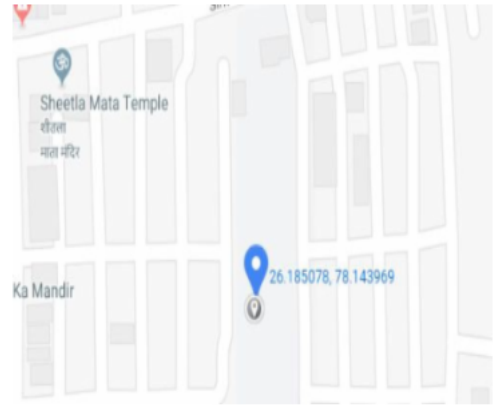 Sheetla Mata Temple
शीतला
माता मंदिर
26.185078, 78.143969
Ka Mandir